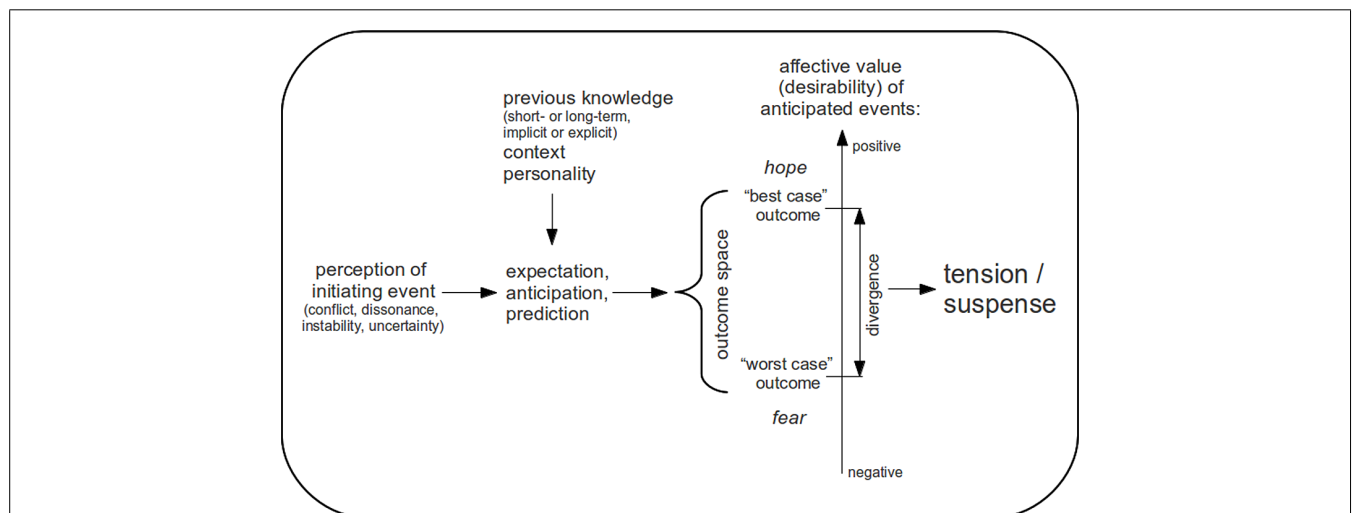 previous knowledge
(short- or long-term,
implicit or explicit)
context
personality
perception of
initiating event
(conflict, dissonance,
instability, uncertainty)
expectation,
anticipation,
prediction
outcome space
affective value
(desirability) of
anticipated events:
positive
hope
“best case”
outcome
divergence
“worst case”
outcome
fear
negative
tension /
suspense